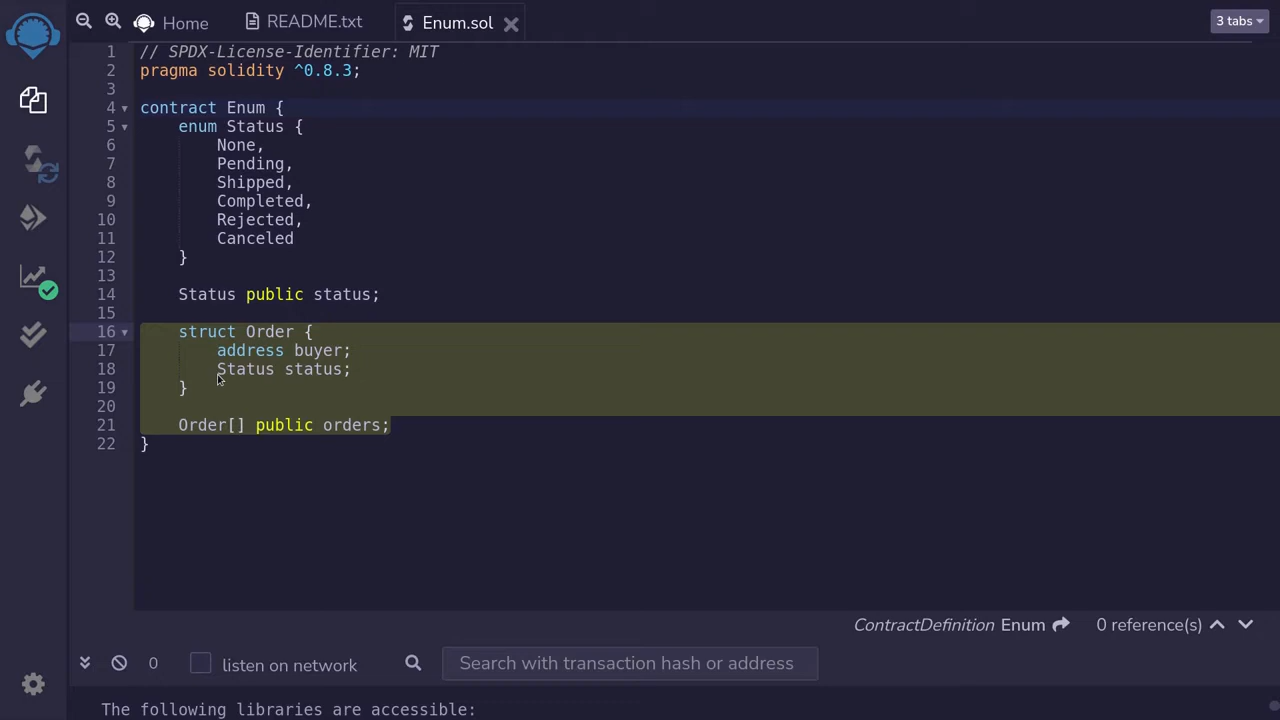 Home README.txt Enum.sol 3 tabs
1 // SPDX-License-Identifier: MIT
2 pragma solidity ^0.8.3;
3
4 contract Enum {
5 enum Status {
6 None,
7 Pending,
8 Shipped,
9 Completed,
10 Rejected,
11 Canceled
12 }
13
14 Status public status;
15
16 struct Order {
17 address buyer;
18 Status status;
19 }
20
21 Order[] public orders;
22 }
ContractDefinition Enum 0 reference(s)
0 listen on network Search with transaction hash or address
The following libraries are accessible: